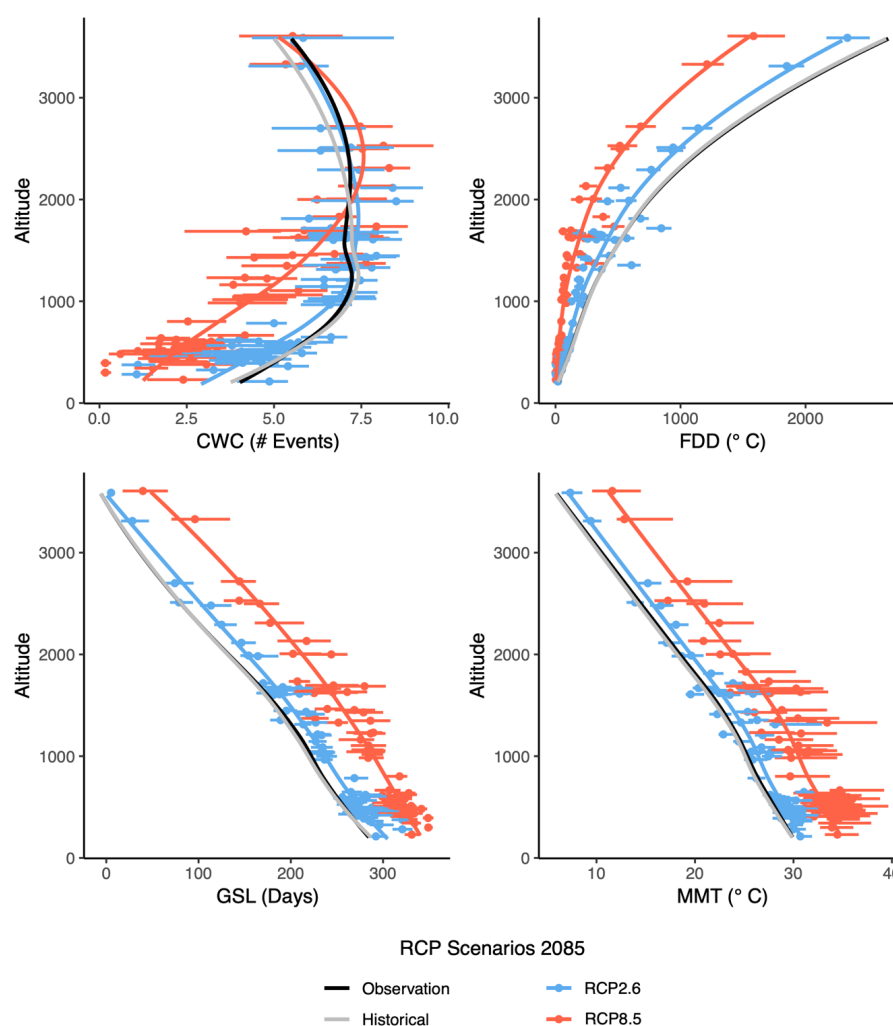 3000
2000
1000
0
Altitude
0.0 2.5 5.0 7.5 10.0
CWC (# Events)
3000
2000
1000
0
Altitude
0 1000 2000
FDD (° C)
3000
2000
1000
0
Altitude
0 100 200 300
GSL (Days)
3000
2000
1000
0
Altitude
10 20 30 40
MMT (° C)
RCP Scenarios 2085
Observation RCP2.6
Historical RCP8.5